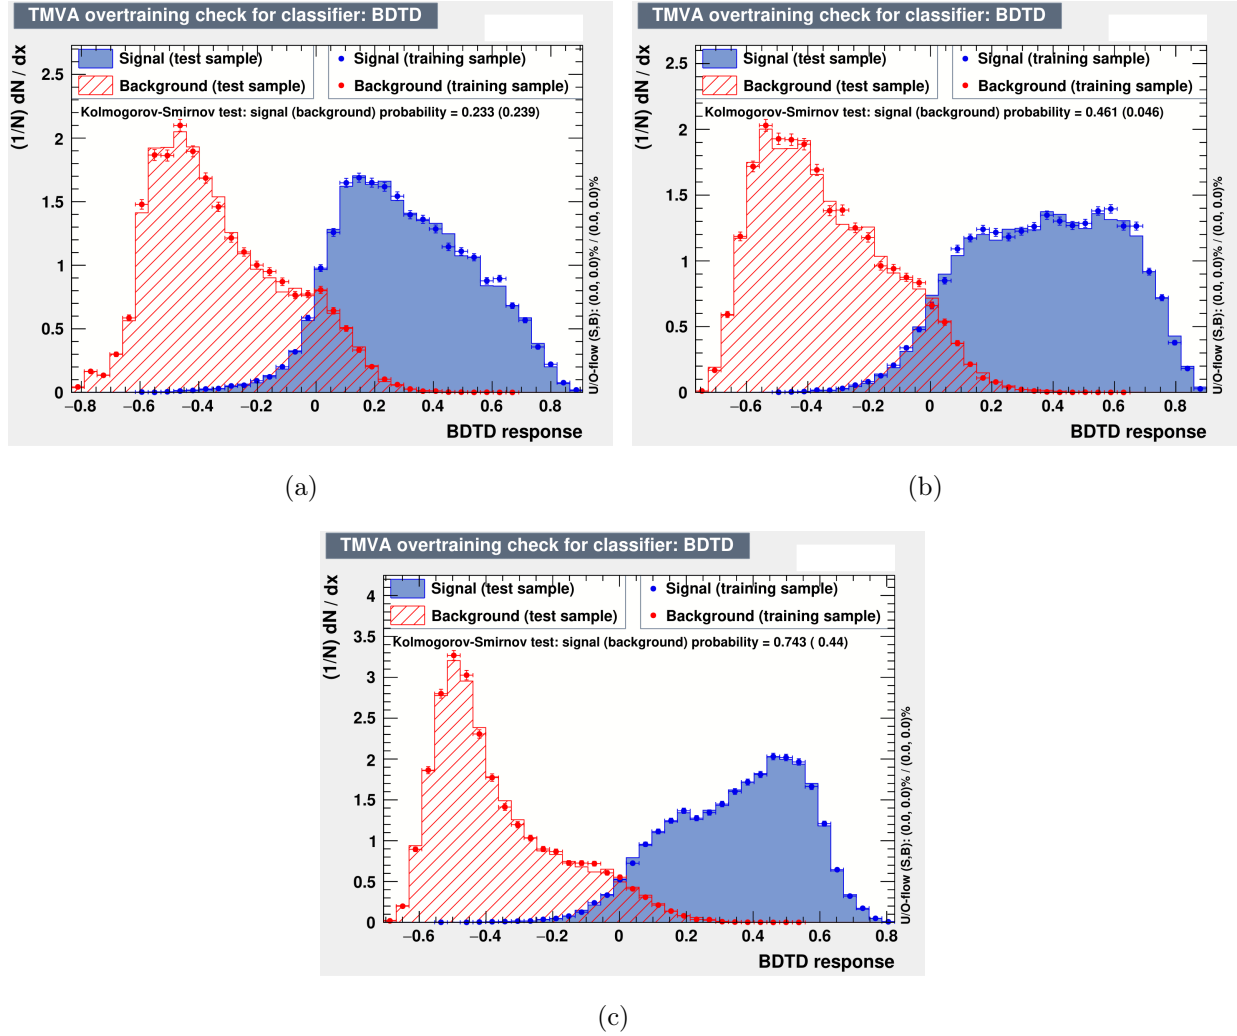 TMVA overtraining check for classifier: BDTD
(1/N) dN / dx
Signal (test sample)
Background (test sample)
Signal (training sample)
Background (training sample)
Kolmogorov-Smirnov test: signal (background) probability = 0.233 (0.239)
2.5
2
1.5
1
0.5
0
−0.8 −0.6 −0.4 −0.2 0 0.2 0.4 0.6 0.8
BDTD response
U/O-flow (S,B): (0.0, 0.0)% / (0.0, 0.0)%
(a)
TMVA overtraining check for classifier: BDTD
(1/N) dN / dx
Signal (test sample)
Background (test sample)
Signal (training sample)
Background (training sample)
Kolmogorov-Smirnov test: signal (background) probability = 0.461 (0.046)
2.5
2
1.5
1
0.5
0
−0.6 −0.4 −0.2 0 0.2 0.4 0.6 0.8
BDTD response
U/O-flow (S,B): (0.0, 0.0)% / (0.0, 0.0)%
(b)
TMVA overtraining check for classifier: BDTD
(1/N) dN / dx
Signal (test sample)
Background (test sample)
Signal (training sample)
Background (training sample)
Kolmogorov-Smirnov test: signal (background) probability = 0.743 ( 0.44)
4
3.5
3
2.5
2
1.5
1
0.5
0
−0.6 −0.4 −0.2 0 0.2 0.4 0.6 0.8
BDTD response
U/O-flow (S,B): (0.0, 0.0)% / (0.0, 0.0)%
(c)